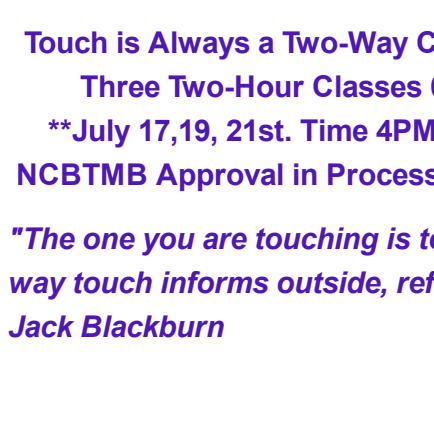 Touch is Always a Two-Way C
Three Two-Hour Classes
**July 17,19, 21st. Time 4PM
NCBTMB Approval in Process
"The one you are touching is
way touch informs outside,
Jack Blackburn